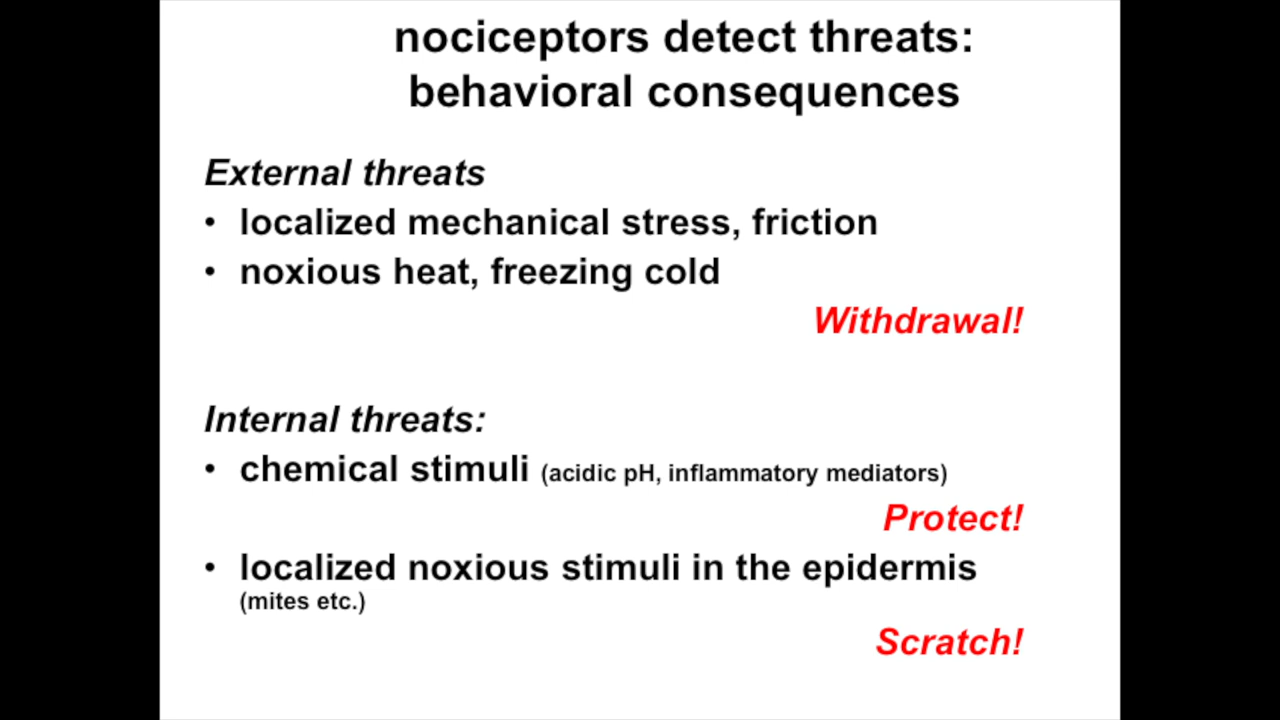 nociceptors detect threats:
behavioral consequences
External threats
• localized mechanical stress, friction
• noxious heat, freezing cold
Withdrawal!
Internal threats:
• chemical stimuli (acidic pH, inflammatory mediators)
Protect!
• localized noxious stimuli in the epidermis
(mites etc.)
Scratch!